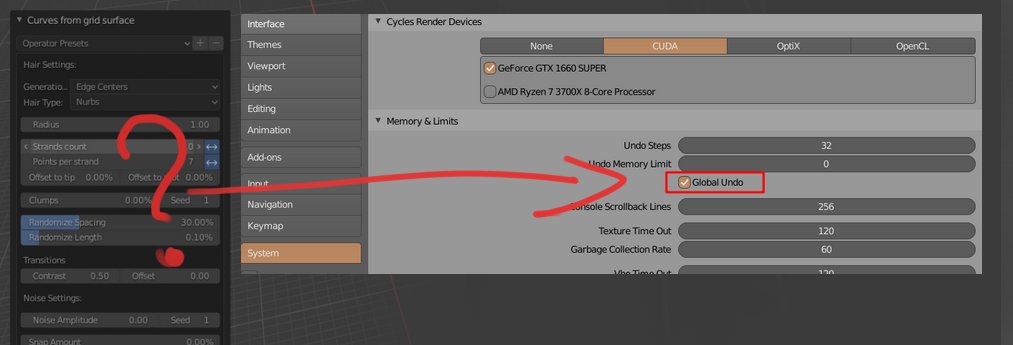 Curves from grid surface
Operator Presets
Hair Settings:
Generatio... Edge Centers
Hair Type: Nurbs
Radius 1.00
Strands count 0
Points per strand 7
Offset to tip 0.00% Offset to 0.00%
Clumps 0.00% Seed 1
Randomize Spacing 30.00%
Randomize Length 0.10%
Transitions
Contrast 0.50 Offset 0.00
Noise Settings:
Noise Amplitude 0.00 Seed 1
Snap Amount 0.00%
?
Interface
Themes
Viewport
Lights
Editing
Animation
Add-ons
Input
Navigation
Keymap
System
Cycles Render Devices
None CUDA OptiX OpenCL
GeForce GTX 1660 SUPER
AMD Ryzen 7 3700X 8-Core Processor
Memory & Limits
Undo Steps 32
Undo Memory Limit 0
Global Undo
Console Scrollback Lines 256
Texture Time Out 120
Garbage Collection Rate 60
Vbo Time Out 120